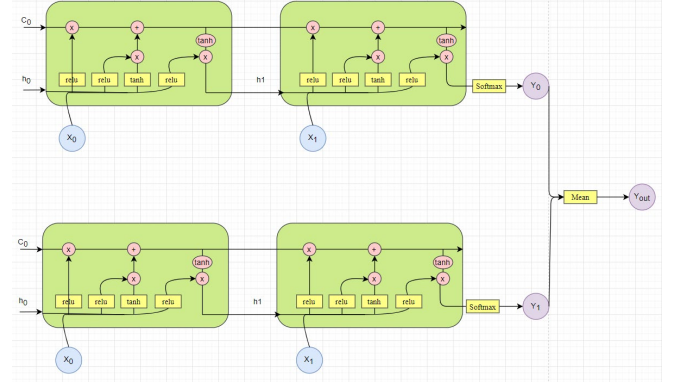 C0
x
+
x
+
tanh
tanh
x
x
x
x
h0
relu
relu
tanh
relu
h1
relu
relu
tanh
relu
Softmax
Y0
X0
X1
Mean
Yout
C0
x
+
x
+
tanh
tanh
x
x
x
x
h0
relu
relu
tanh
relu
h1
relu
relu
tanh
relu
Softmax
Y1
X0
X1